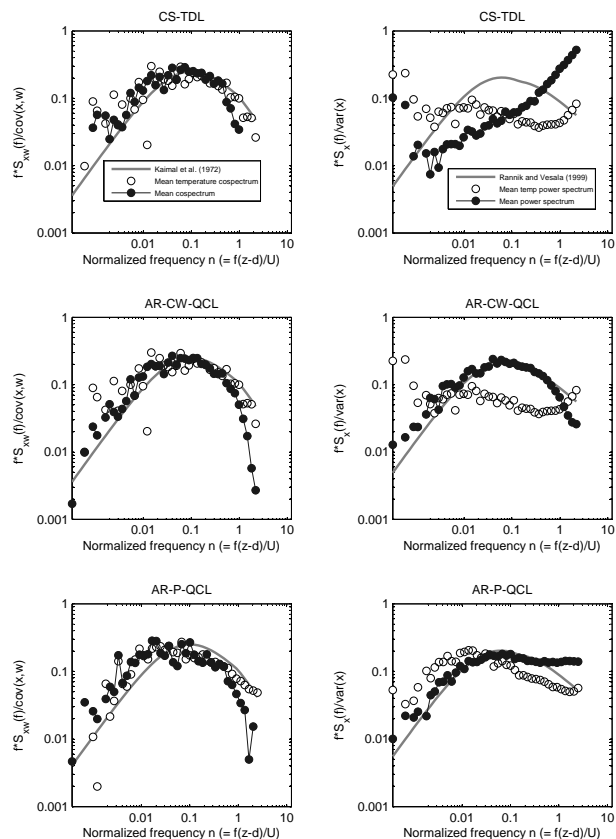 CS-TDL
f*S_xw(f)/cov(x,w)
1
0.1
0.01
0.001
Kaimal et al. (1972)
Mean temperature cospectrum
Mean cospectrum
0.01 0.1 1 10
Normalized frequency n (= f(z-d)/U)
CS-TDL
f*S_x(f)/var(x)
1
0.1
0.01
0.001
Rannik and Vesala (1999)
Mean temp power spectrum
Mean power spectrum
0.01 0.1 1 10
Normalized frequency n (= f(z-d)/U)
AR-CW-QCL
f*S_xw(f)/cov(x,w)
1
0.1
0.01
0.001
0.01 0.1 1 10
Normalized frequency n (= f(z-d)/U)
AR-CW-QCL
f*S_x(f)/var(x)
1
0.1
0.01
0.001
0.01 0.1 1 10
Normalized frequency n (= f(z-d)/U)
AR-P-QCL
f*S_xw(f)/cov(x,w)
1
0.1
0.01
0.001
0.01 0.1 1 10
Normalized frequency n (= f(z-d)/U)
AR-P-QCL
f*S_x(f)/var(x)
1
0.1
0.01
0.001
0.01 0.1 1 10
Normalized frequency n (= f(z-d)/U)